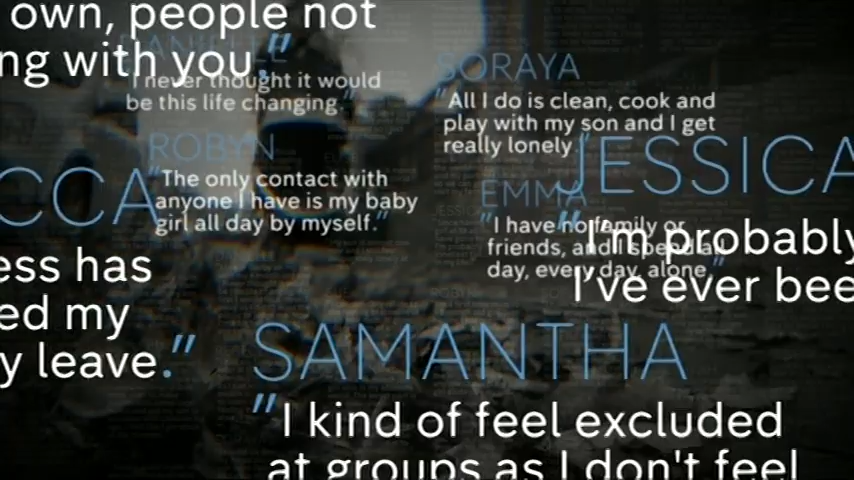 own, people not
ng with you."
DANIELLE
"I never thought it would
be this life changing."
SORAYA
"All I do is clean, cook and
play with my son and I get
really lonely."
ROBYN
"The only contact with
anyone I have is my baby
girl all day by myself."
JESSICA
"I'm probably
I've ever bee
EMMA
"I have no family or
friends, and I spend all
day, every day, alone."
CCA
ess has
ed my
y leave."
SAMANTHA
"I kind of feel excluded
at groups as I don't feel